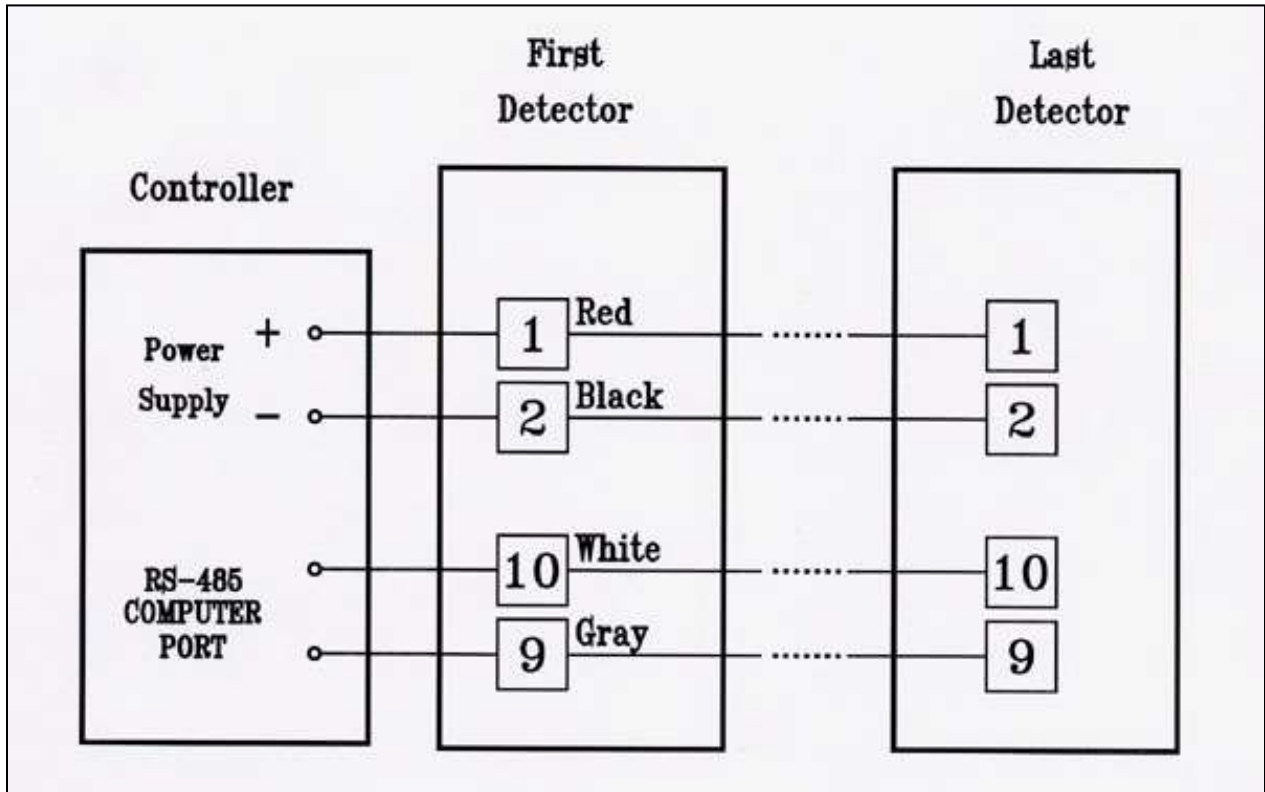 First
Detector
Last
Detector
Controller
Power
Supply
+
−
RS-485
COMPUTER
PORT
1
Red
2
Black
10
White
9
Gray
1
2
10
9